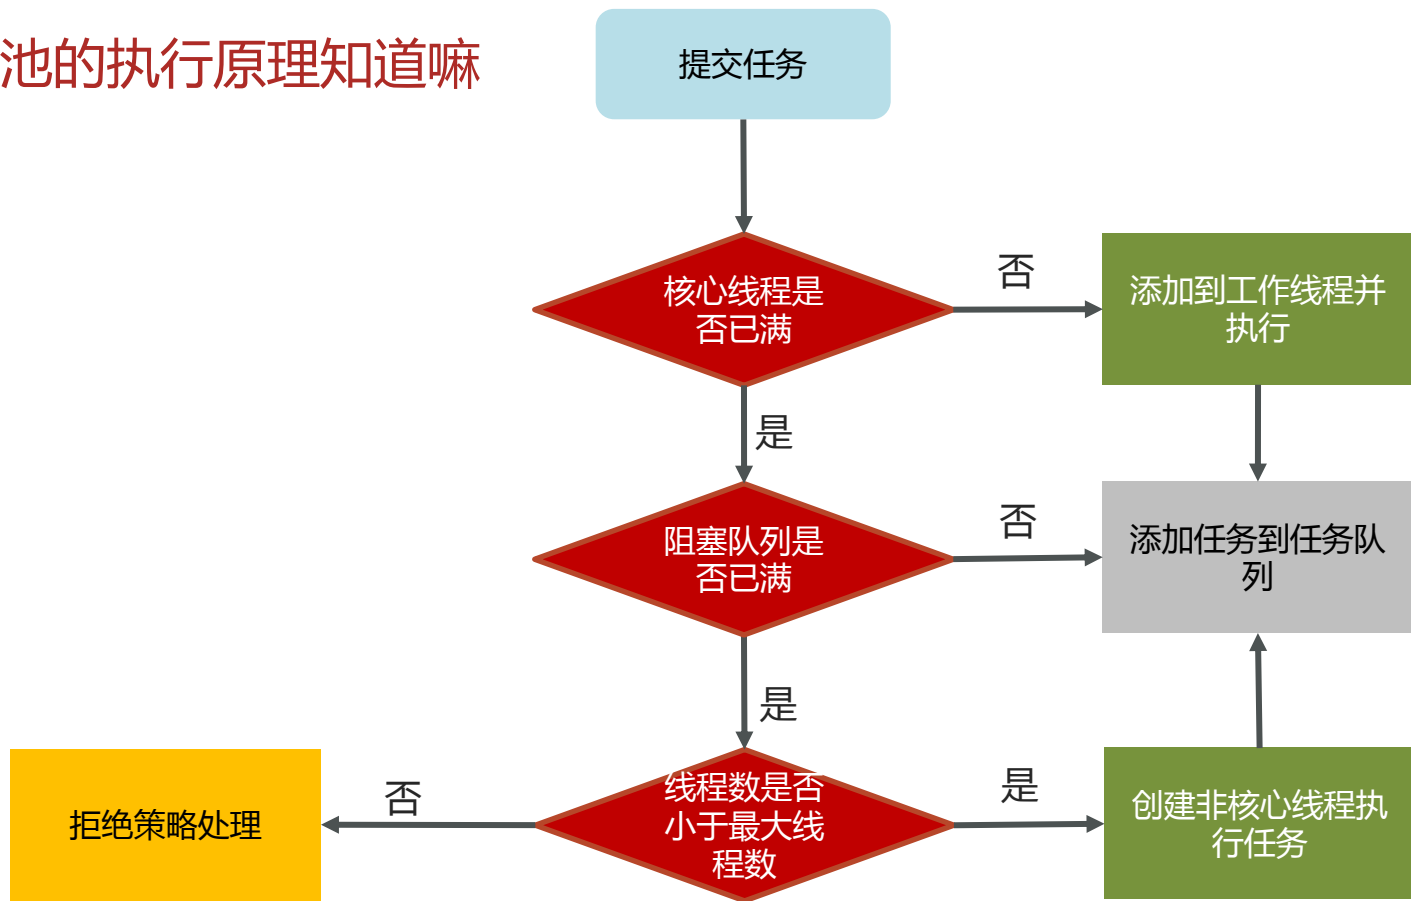 池的执行原理知道嘛
提交任务
核心线程是
否已满
否
添加到工作线程并
执行
是
阻塞队列是
否已满
否
添加任务到任务队
列
是
线程数是否
小于最大线
程数
否
拒绝策略处理
是
创建非核心线程执
行任务